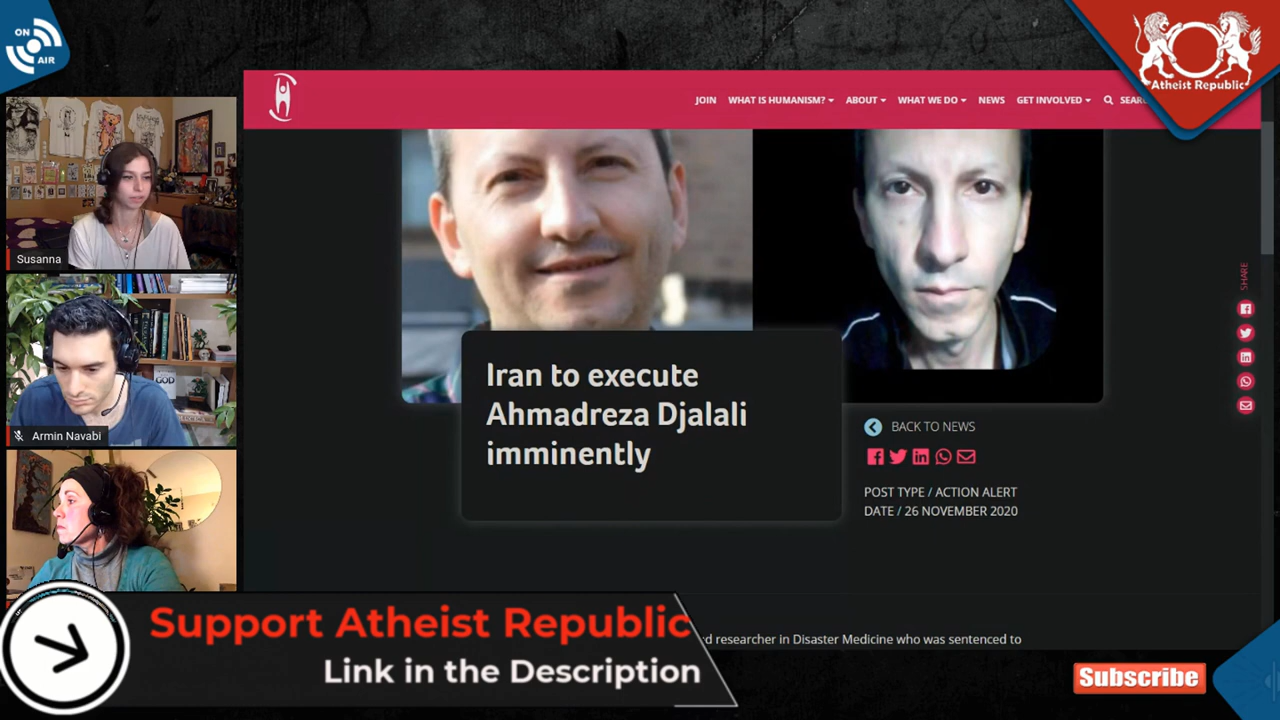 ON
AIR
Atheist Republic
JOIN WHAT IS HUMANISM? ABOUT WHAT WE DO NEWS GET INVOLVED
Susanna
SHARE
GOD
Armin Navabi
Iran to execute
Ahmadreza Djalali
imminently
BACK TO NEWS
POST TYPE / ACTION ALERT
DATE / 26 NOVEMBER 2020
Support Atheist Republic
Link in the Description
researcher in Disaster Medicine who was sentenced to
Subscribe